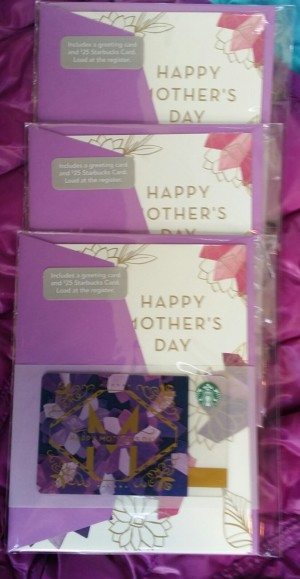 Includes a greeting card
and $25 Starbucks Card.
Load at the register.
HAPPY
MOTHER'S
DAY
Includes a greeting card
and $25 Starbucks Card.
Load at the register.
HAPPY
OTHER'S
DAY
Includes a greeting card
and $25 Starbucks Card.
Load at the register.
HAPPY
MOTHER'S
DAY
HAPPY MOTHER'S